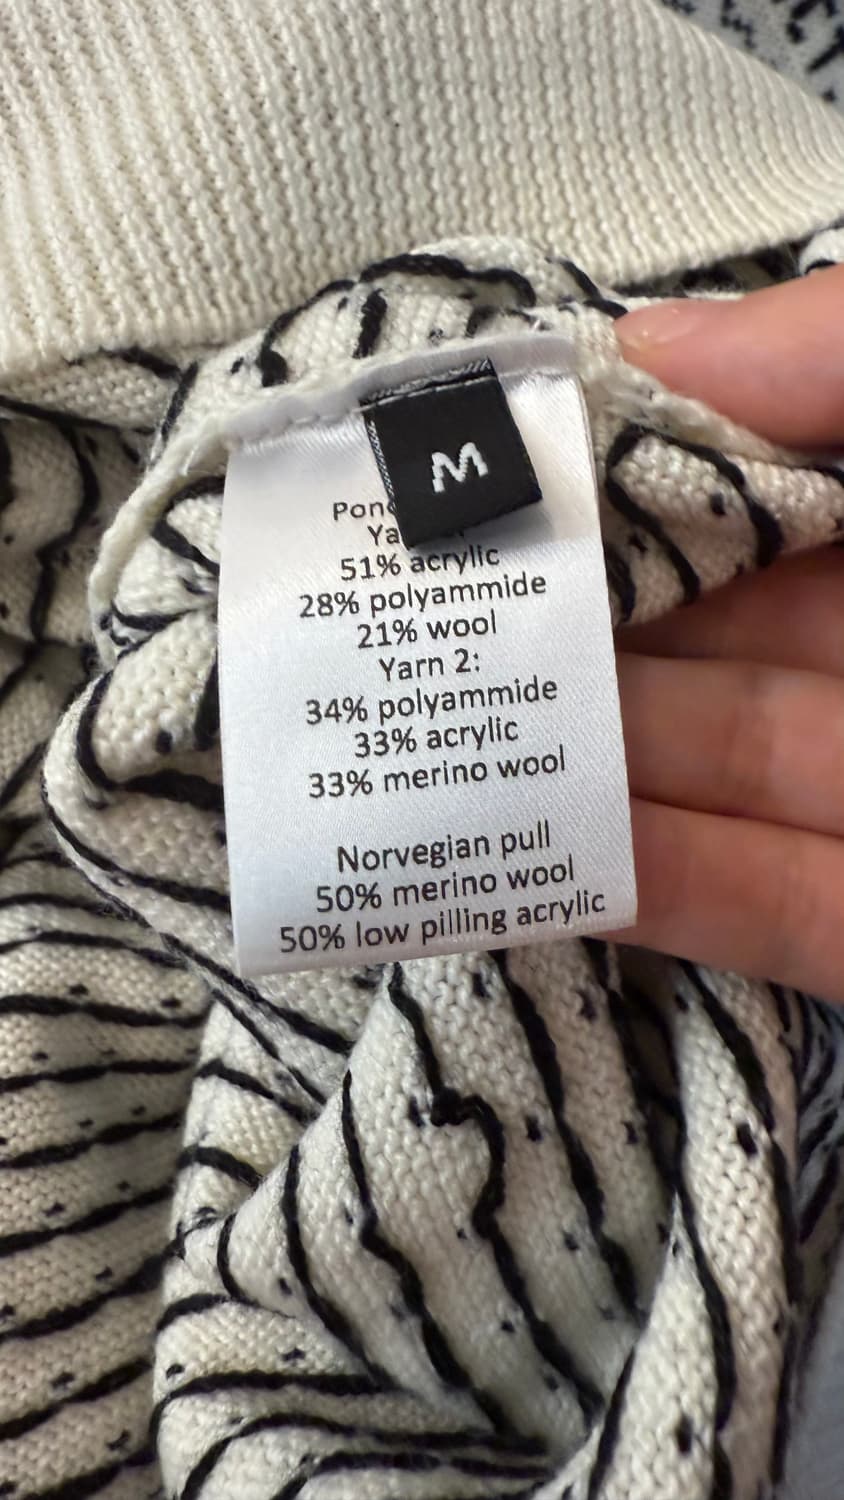 M
51% acrylic
28% polyammide
21% wool
Yarn 2:
34% polyammide
33% acrylic
33% merino wool
Norvegian pull
50% merino wool
50% low pilling acrylic